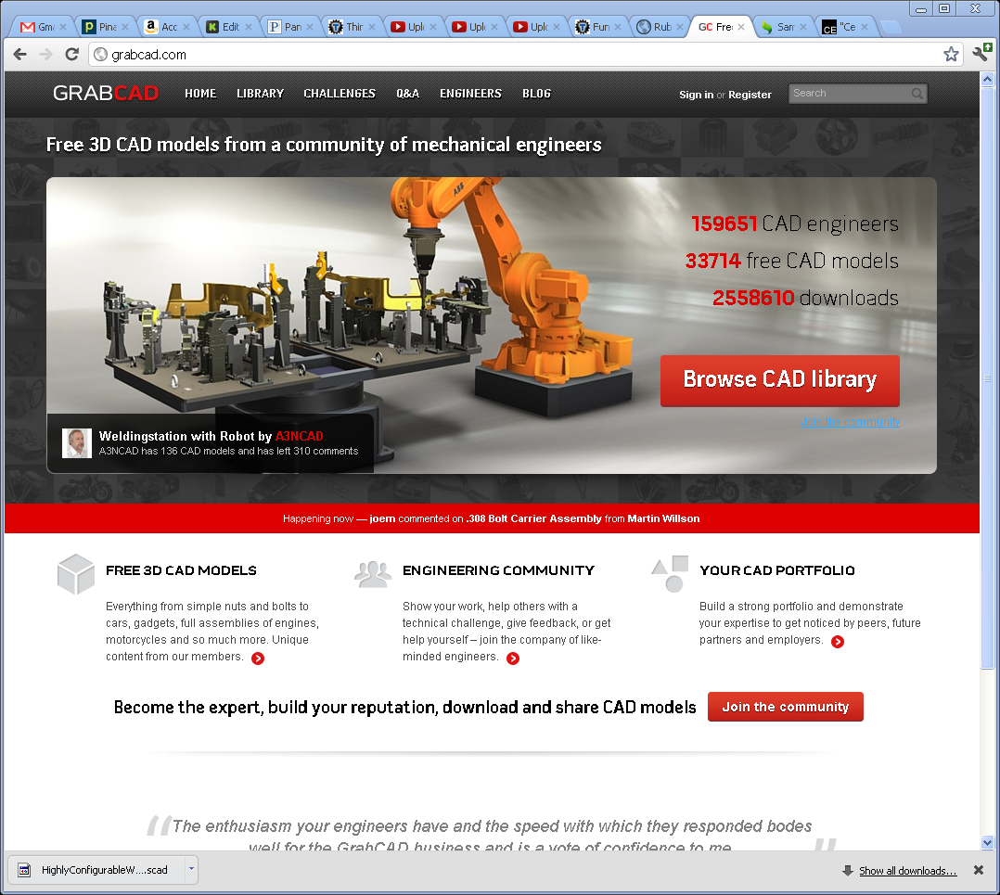 Gma
Pina
Acc
Edit
Pan
Thir
Uplo
Uplo
Uplo
Fun
Rub
GC Free
Sam
CE "Ce
grabcad.com
GRABCAD HOME LIBRARY CHALLENGES Q&A ENGINEERS BLOG Sign in or Register Search
Free 3D CAD models from a community of mechanical engineers
ABB
159651 CAD engineers
33714 free CAD models
2558610 downloads
Browse CAD library
Join the community
Weldingstation with Robot by A3NCAD
A3NCAD has 136 CAD models and has left 310 comments
Happening now — joern commented on .308 Bolt Carrier Assembly from Martin Willson
FREE 3D CAD MODELS
Everything from simple nuts and bolts to
cars, gadgets, full assemblies of engines,
motorcycles and so much more. Unique
content from our members.
ENGINEERING COMMUNITY
Show your work, help others with a
technical challenge, give feedback, or get
help yourself – join the company of like-
minded engineers.
YOUR CAD PORTFOLIO
Build a strong portfolio and demonstrate
your expertise to get noticed by peers, future
partners and employers.
Become the expert, build your reputation, download and share CAD models Join the community
"The enthusiasm your engineers have and the speed with which they responded bodes
well for the GrabCAD business and is a vote of confidence to me "
HighlyConfigurableW....scad
Show all downloads...